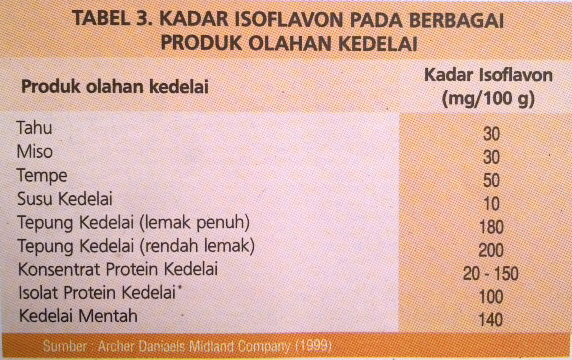 TABEL 3. KADAR ISOFLAVON PADA BERBAGAI
PRODUK OLAHAN KEDELAI
Produk olahan kedelai Kadar Isoflavon
(mg/100 g)
Tahu 30
Miso 30
Tempe 50
Susu Kedelai 10
Tepung Kedelai (lemak penuh) 180
Tepung Kedelai (rendah lemak) 200
Konsentrat Protein Kedelai 20 - 150
Isolat Protein Kedelai* 100
Kedelai Mentah 140
Sumber : Archer Daniaels Midland Company (1999)